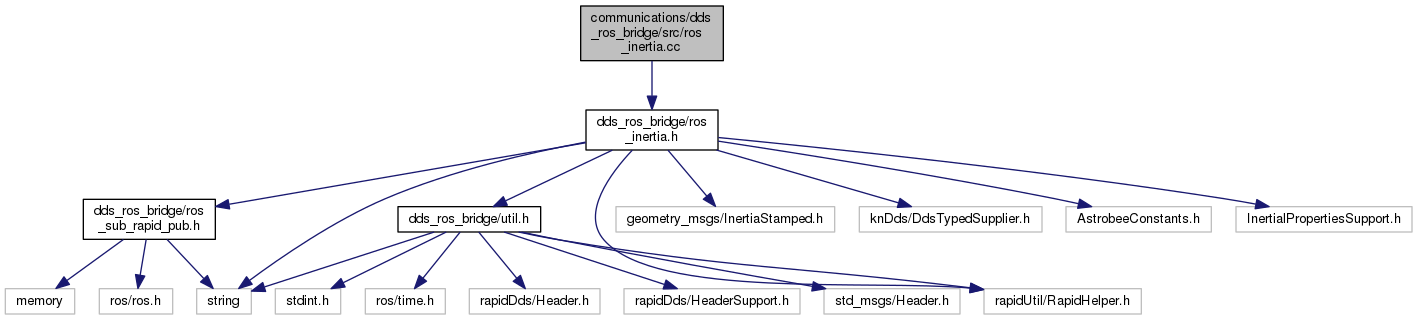 communications/dds
_ros_bridge/src/ros
_inertia.cc
dds_ros_bridge/ros
_inertia.h
dds_ros_bridge/ros
_sub_rapid_pub.h
dds_ros_bridge/util.h
geometry_msgs/InertiaStamped.h
knDds/DdsTypedSupplier.h
AstrobeeConstants.h
InertialPropertiesSupport.h
memory
ros/ros.h
string
stdint.h
ros/time.h
rapidDds/Header.h
rapidDds/HeaderSupport.h
std_msgs/Header.h
rapidUtil/RapidHelper.h